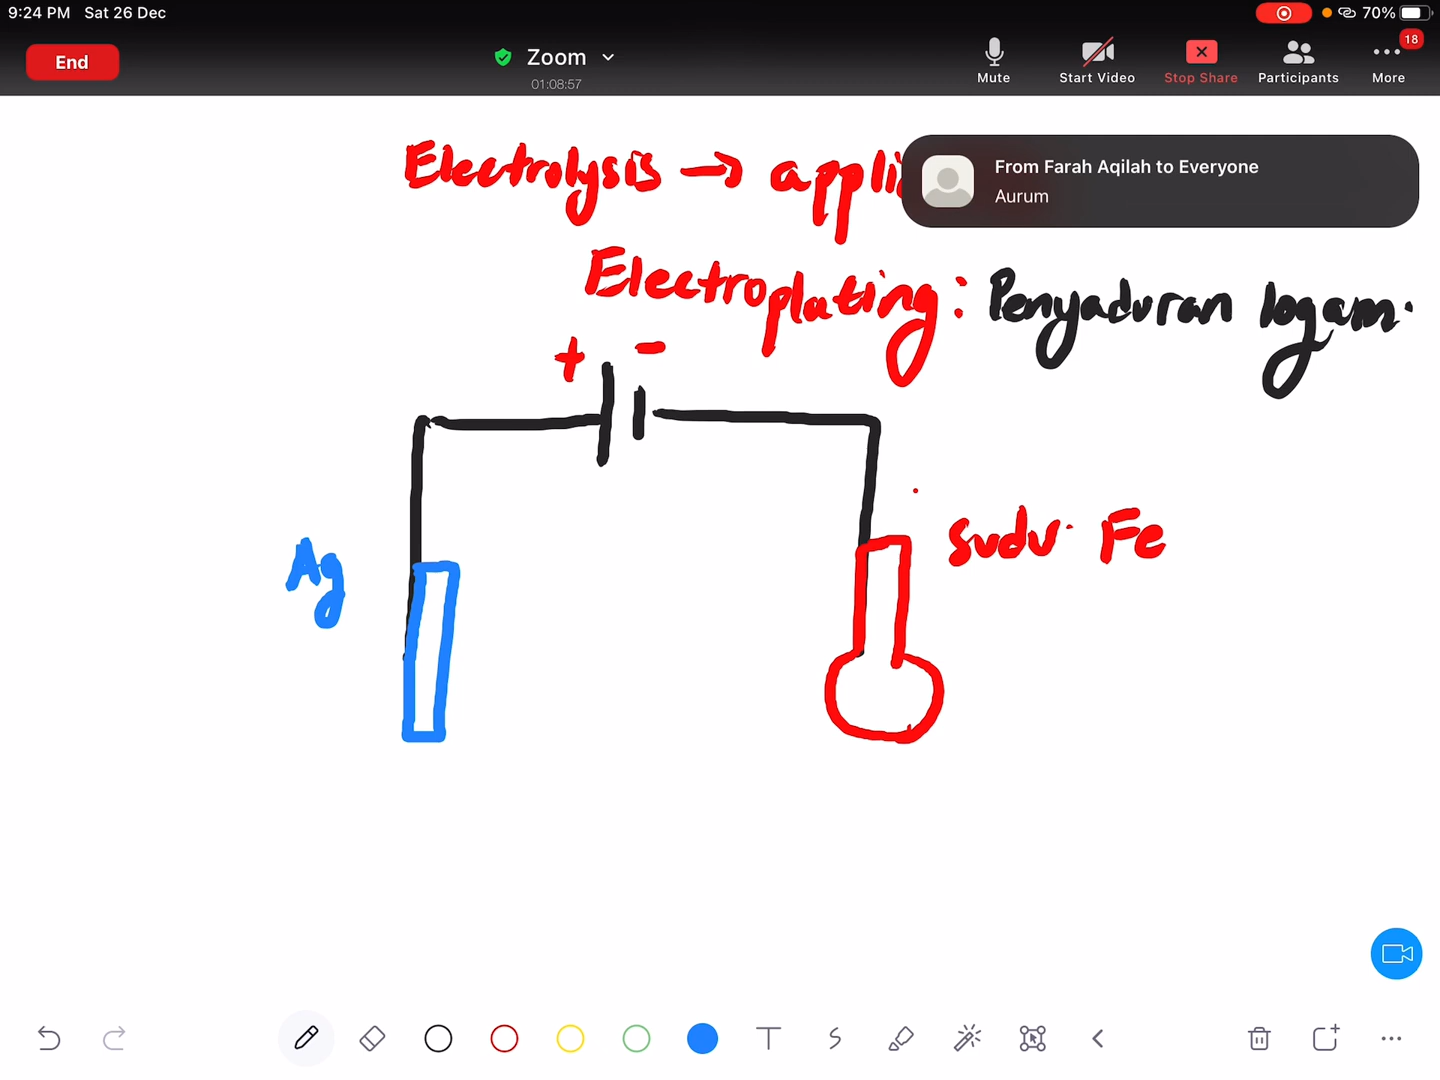 9:24 PM Sat 26 Dec
70%
End
Zoom
01:08:57
Mute
Start Video
Stop Share
Participants
18
More
Electrolysis → appli
From Farah Aqilah to Everyone
Aurum
Electroplating : Penyaduran logam.
+ -
Ag
Sudu Fe
T